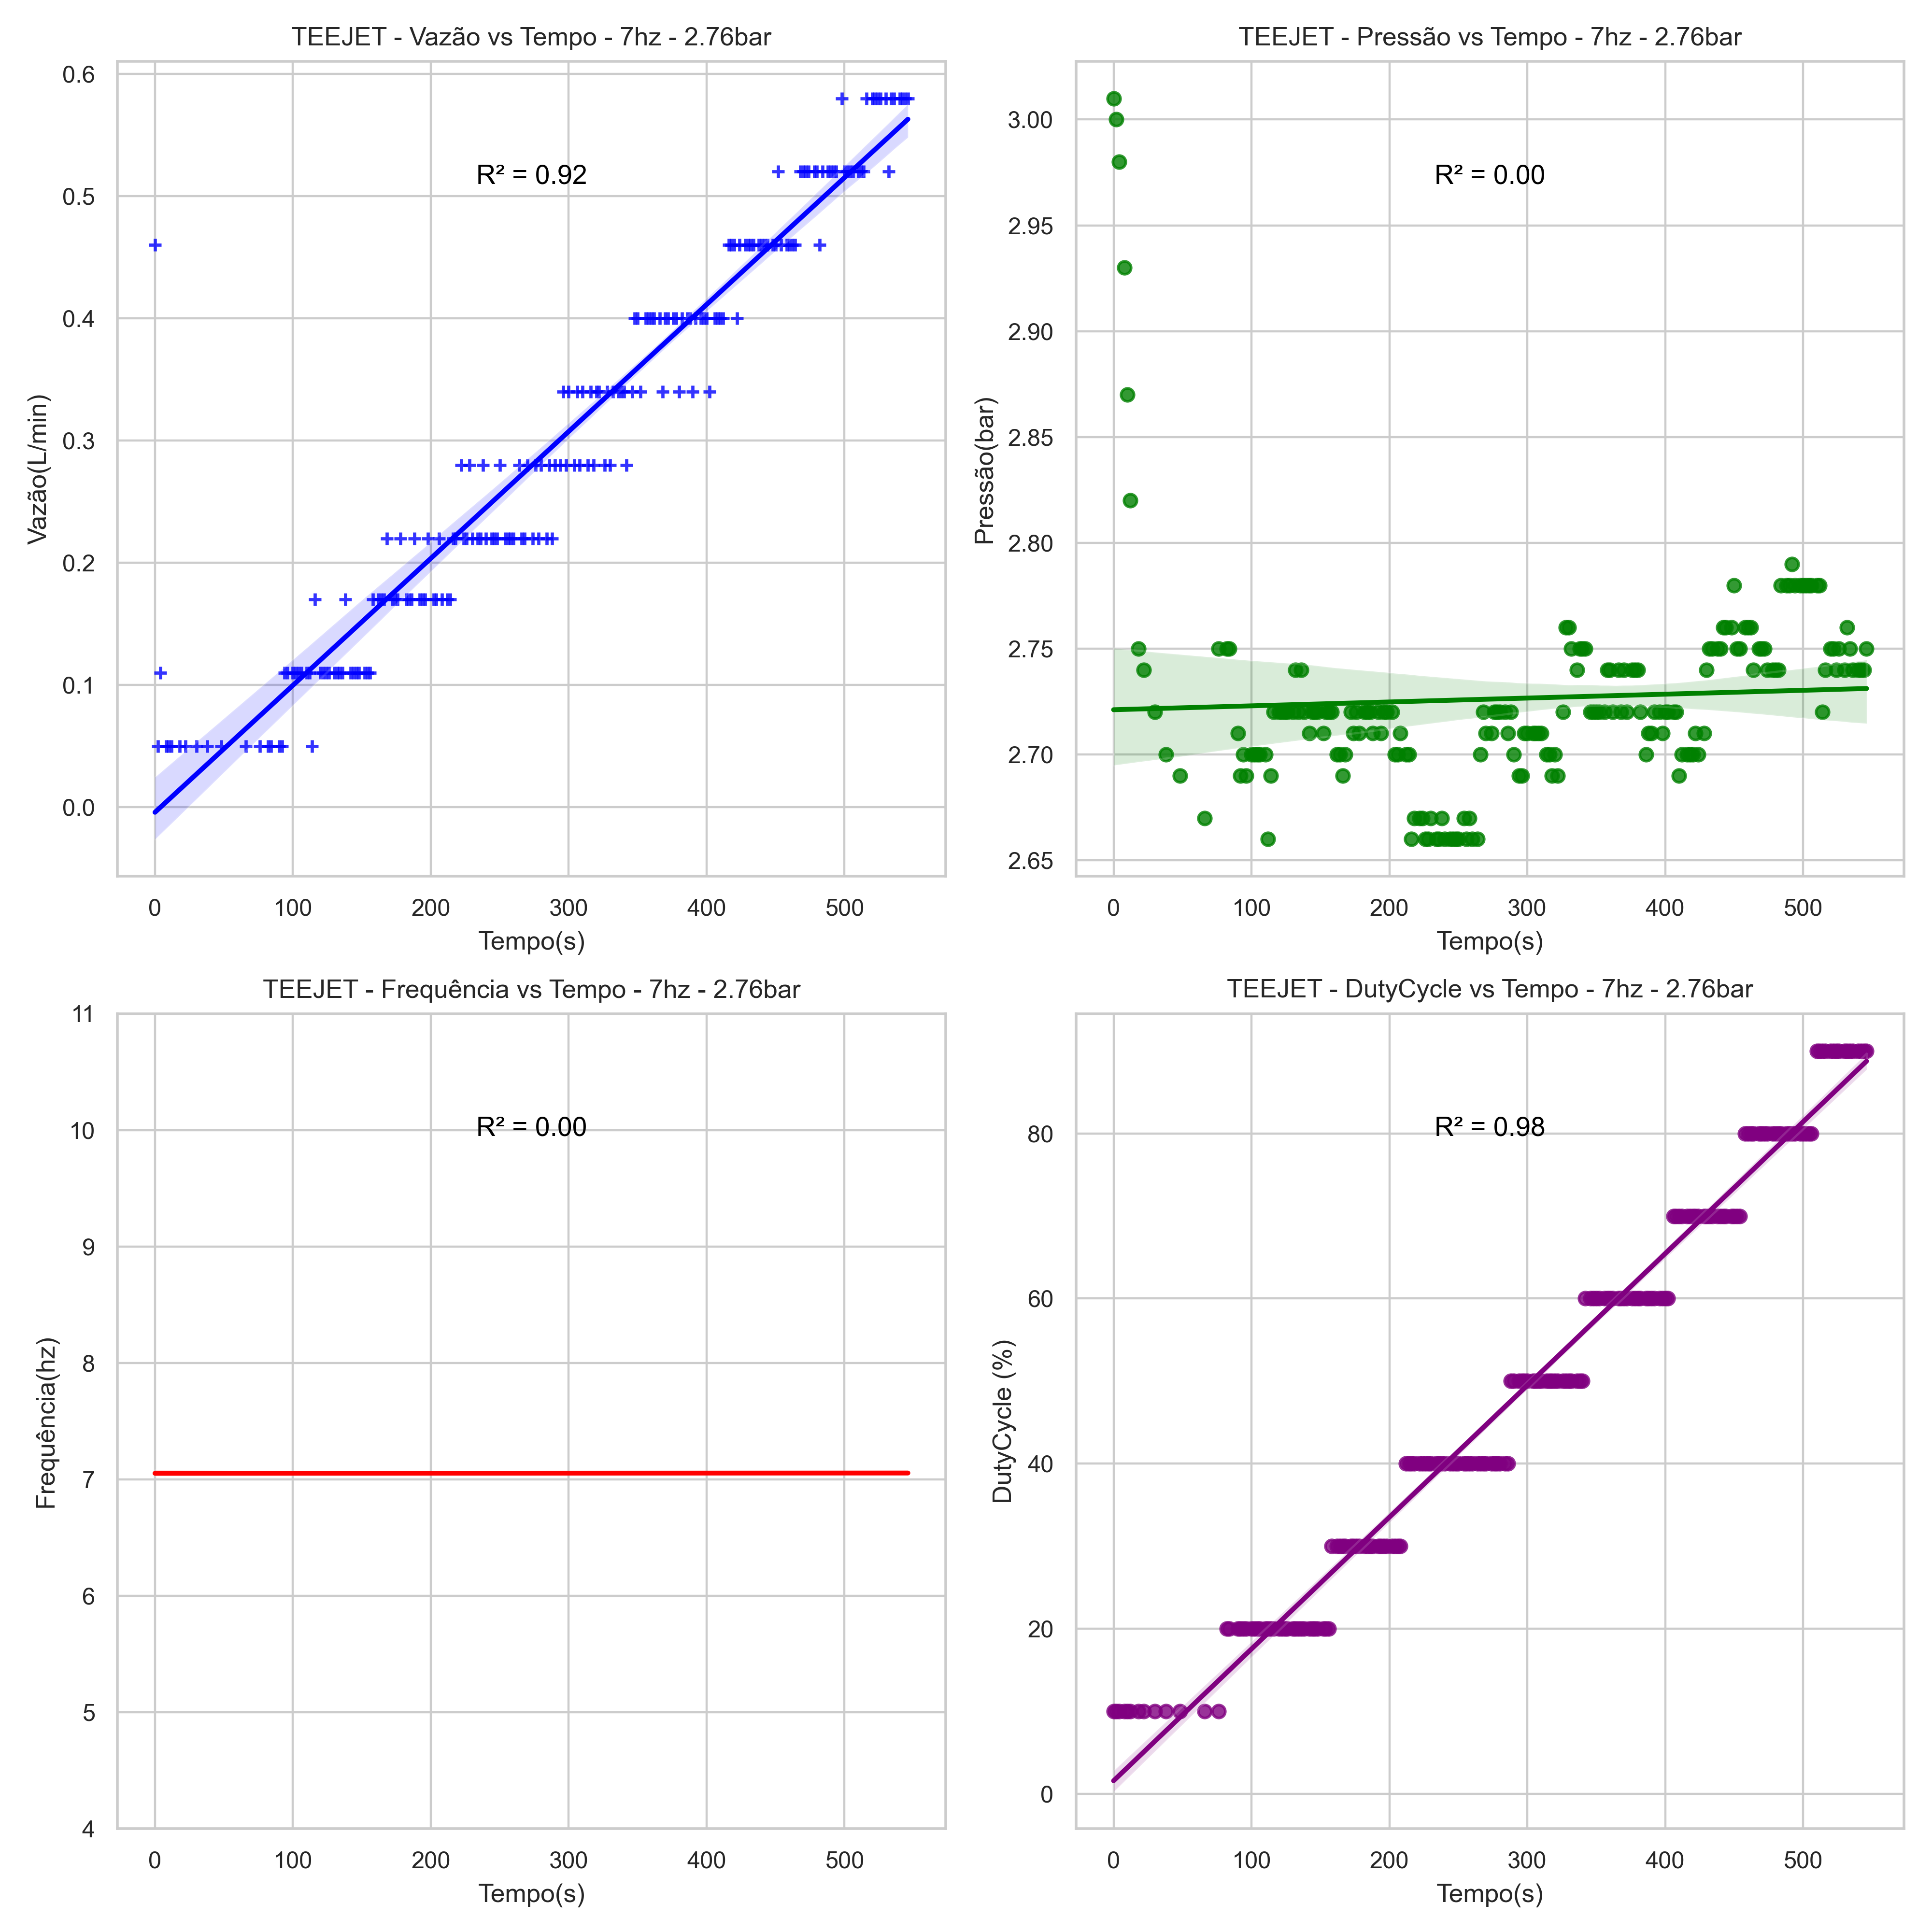 TEEJET - Vazão vs Tempo - 7hz - 2.76bar
R² = 0.92
Vazão(L/min)
0.6
0.5
0.4
0.3
0.2
0.1
0.0
0 100 200 300 400 500
Tempo(s)
TEEJET - Pressão vs Tempo - 7hz - 2.76bar
R² = 0.00
Pressão(bar)
3.00
2.95
2.90
2.85
2.80
2.75
2.70
2.65
0 100 200 300 400 500
Tempo(s)
TEEJET - Frequência vs Tempo - 7hz - 2.76bar
R² = 0.00
Frequência(hz)
11
10
9
8
7
6
5
4
0 100 200 300 400 500
Tempo(s)
TEEJET - DutyCycle vs Tempo - 7hz - 2.76bar
R² = 0.98
DutyCycle (%)
80
60
40
20
0
0 100 200 300 400 500
Tempo(s)